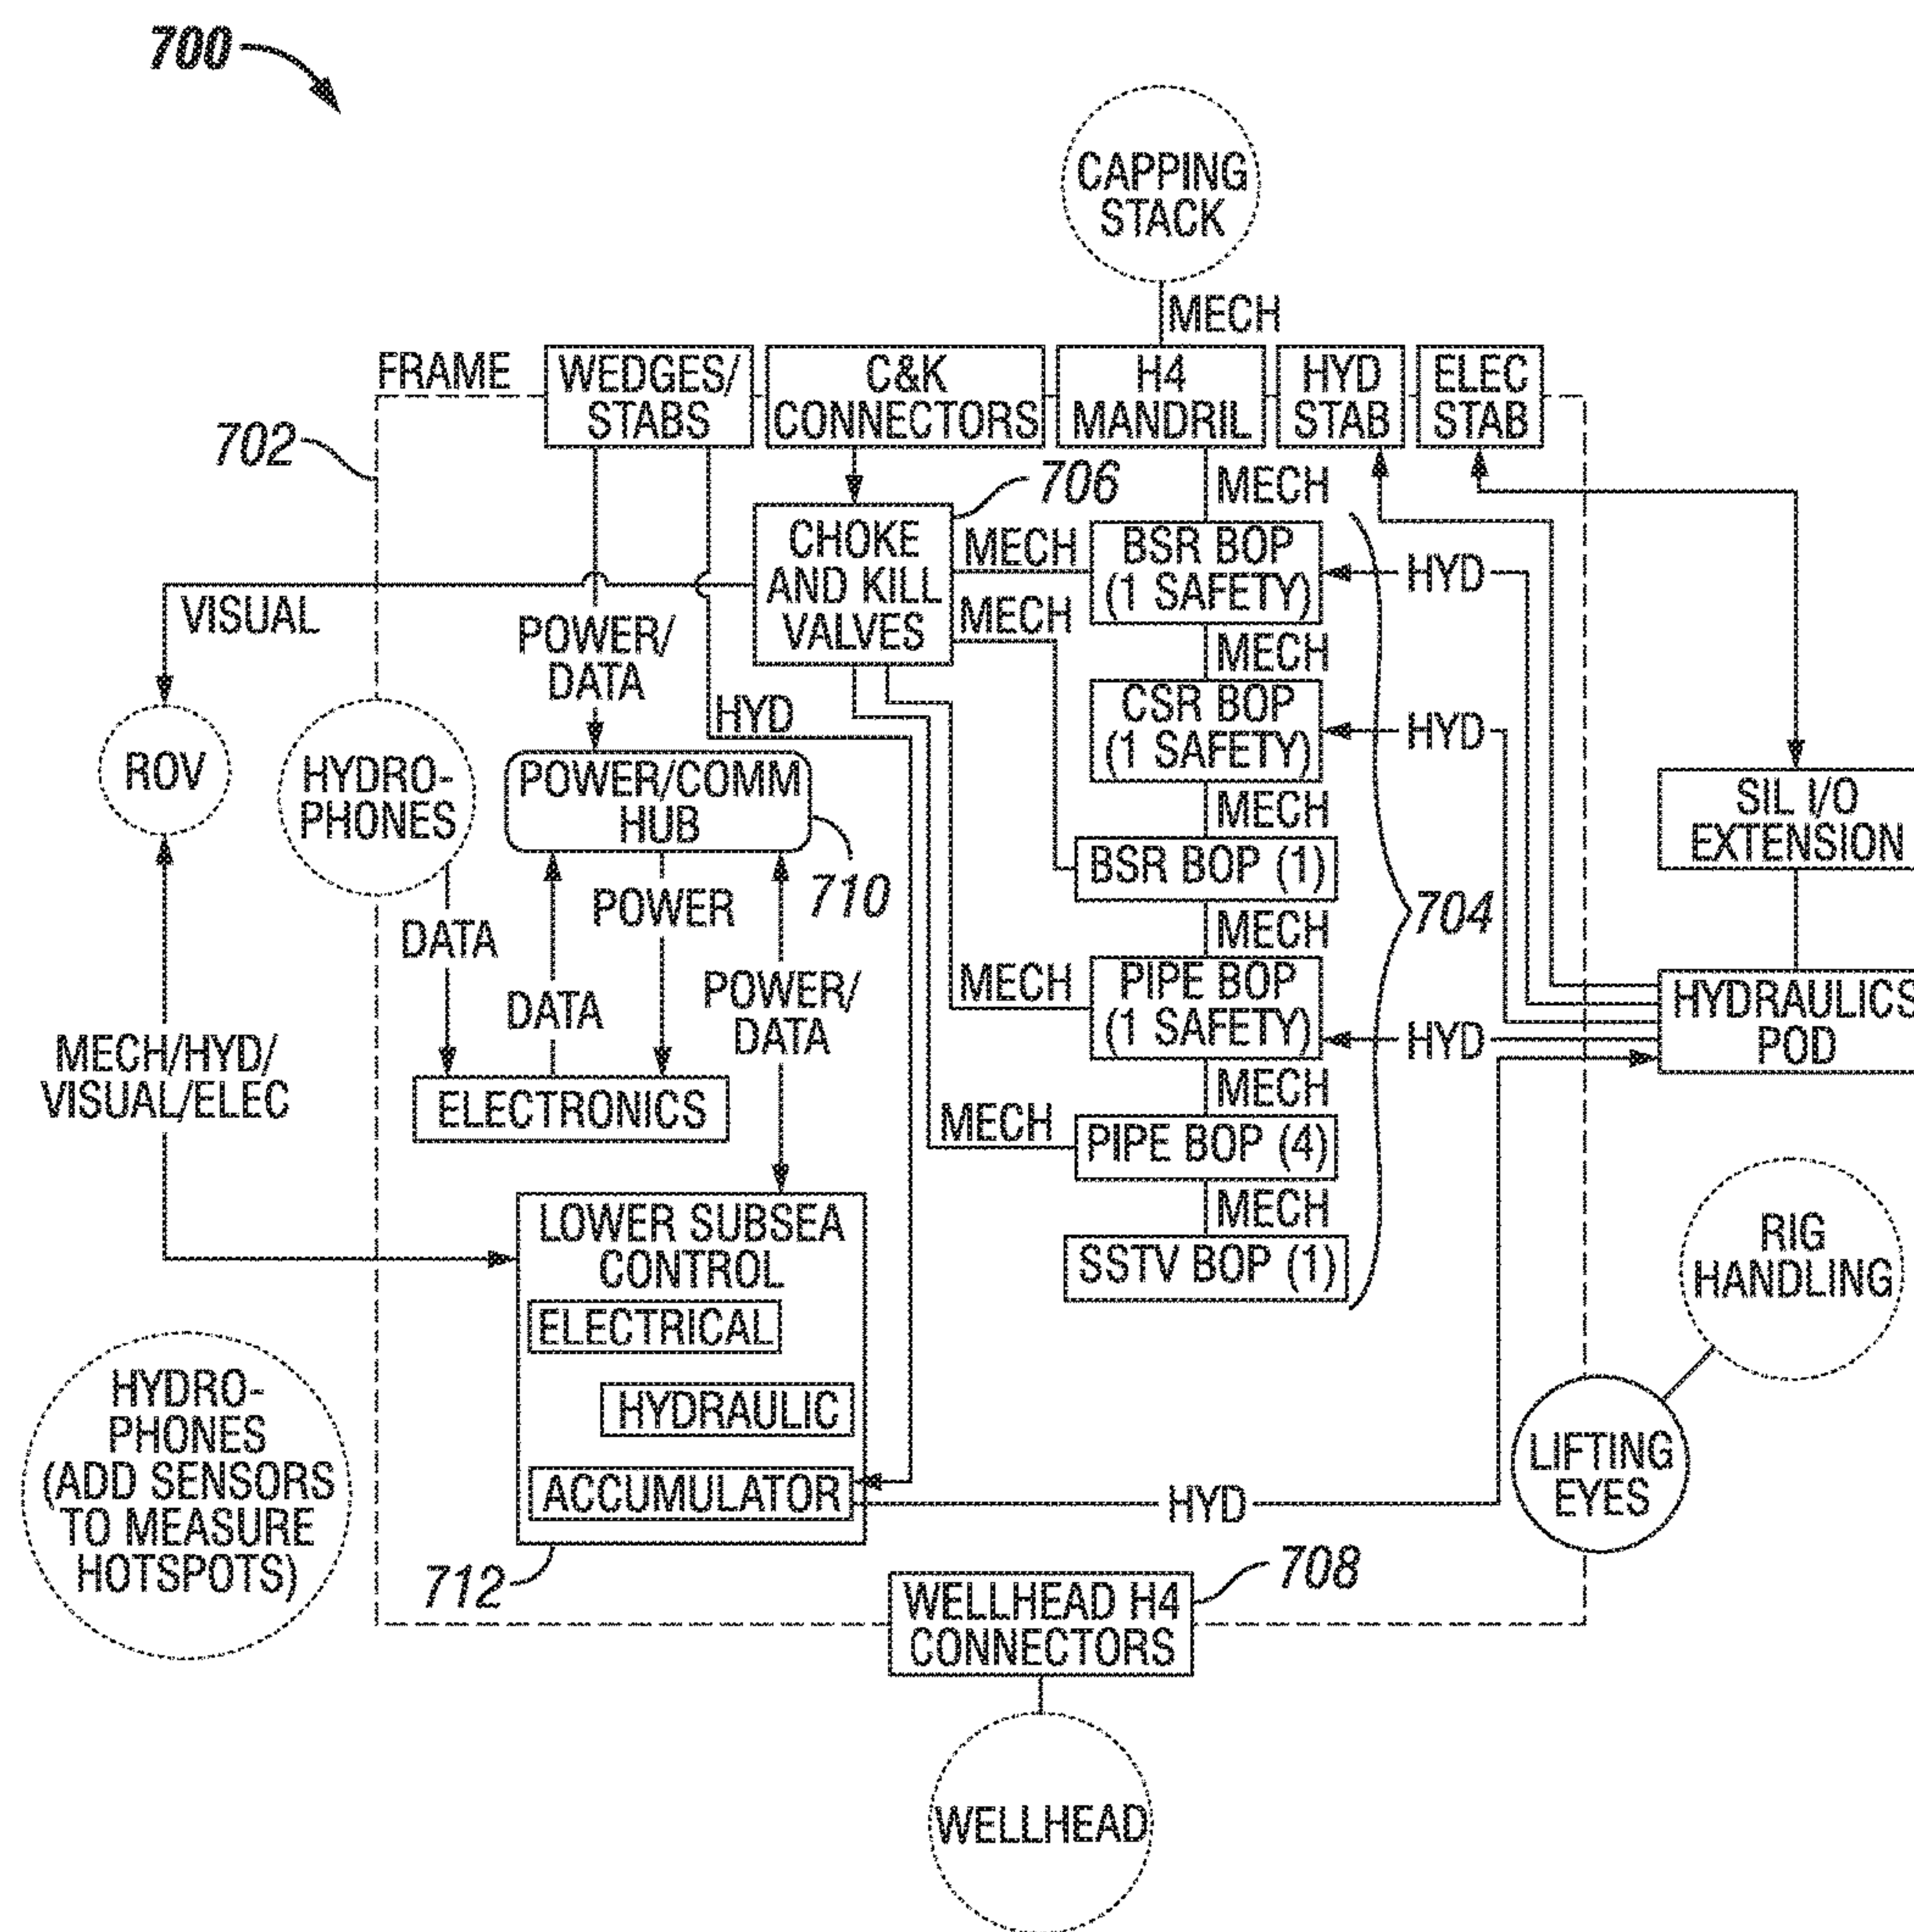 700
CAPPING
STACK
MECH
FRAME
WEDGES/
STABS
C&K
CONNECTORS
H4
MANDRIL
HYD
STAB
ELEC
STAB
702
706
MECH
CHOKE
AND KILL
VALVES
MECH
BSR BOP
(1 SAFETY)
HYD
VISUAL
MECH
POWER/
DATA
MECH
HYD
CSR BOP
(1 SAFETY)
HYD
ROV
HYDRO-
PHONES
POWER/COMM
HUB
MECH
SIL I/O
EXTENSION
BSR BOP (1)
710
POWER
704
DATA
MECH
PIPE BOP
(1 SAFETY)
MECH
POWER/
DATA
DATA
HYDRAULICS
POD
HYD
MECH/HYD/
VISUAL/ELEC
ELECTRONICS
MECH
MECH
PIPE BOP (4)
MECH
LOWER SUBSEA
CONTROL
SSTV BOP (1)
RIG
HANDLING
ELECTRICAL
HYDRAULIC
ACCUMULATOR
HYDRO-
PHONES
(ADD SENSORS
TO MEASURE
HOTSPOTS)
LIFTING
EYES
HYD
712
708
WELLHEAD H4
CONNECTORS
WELLHEAD